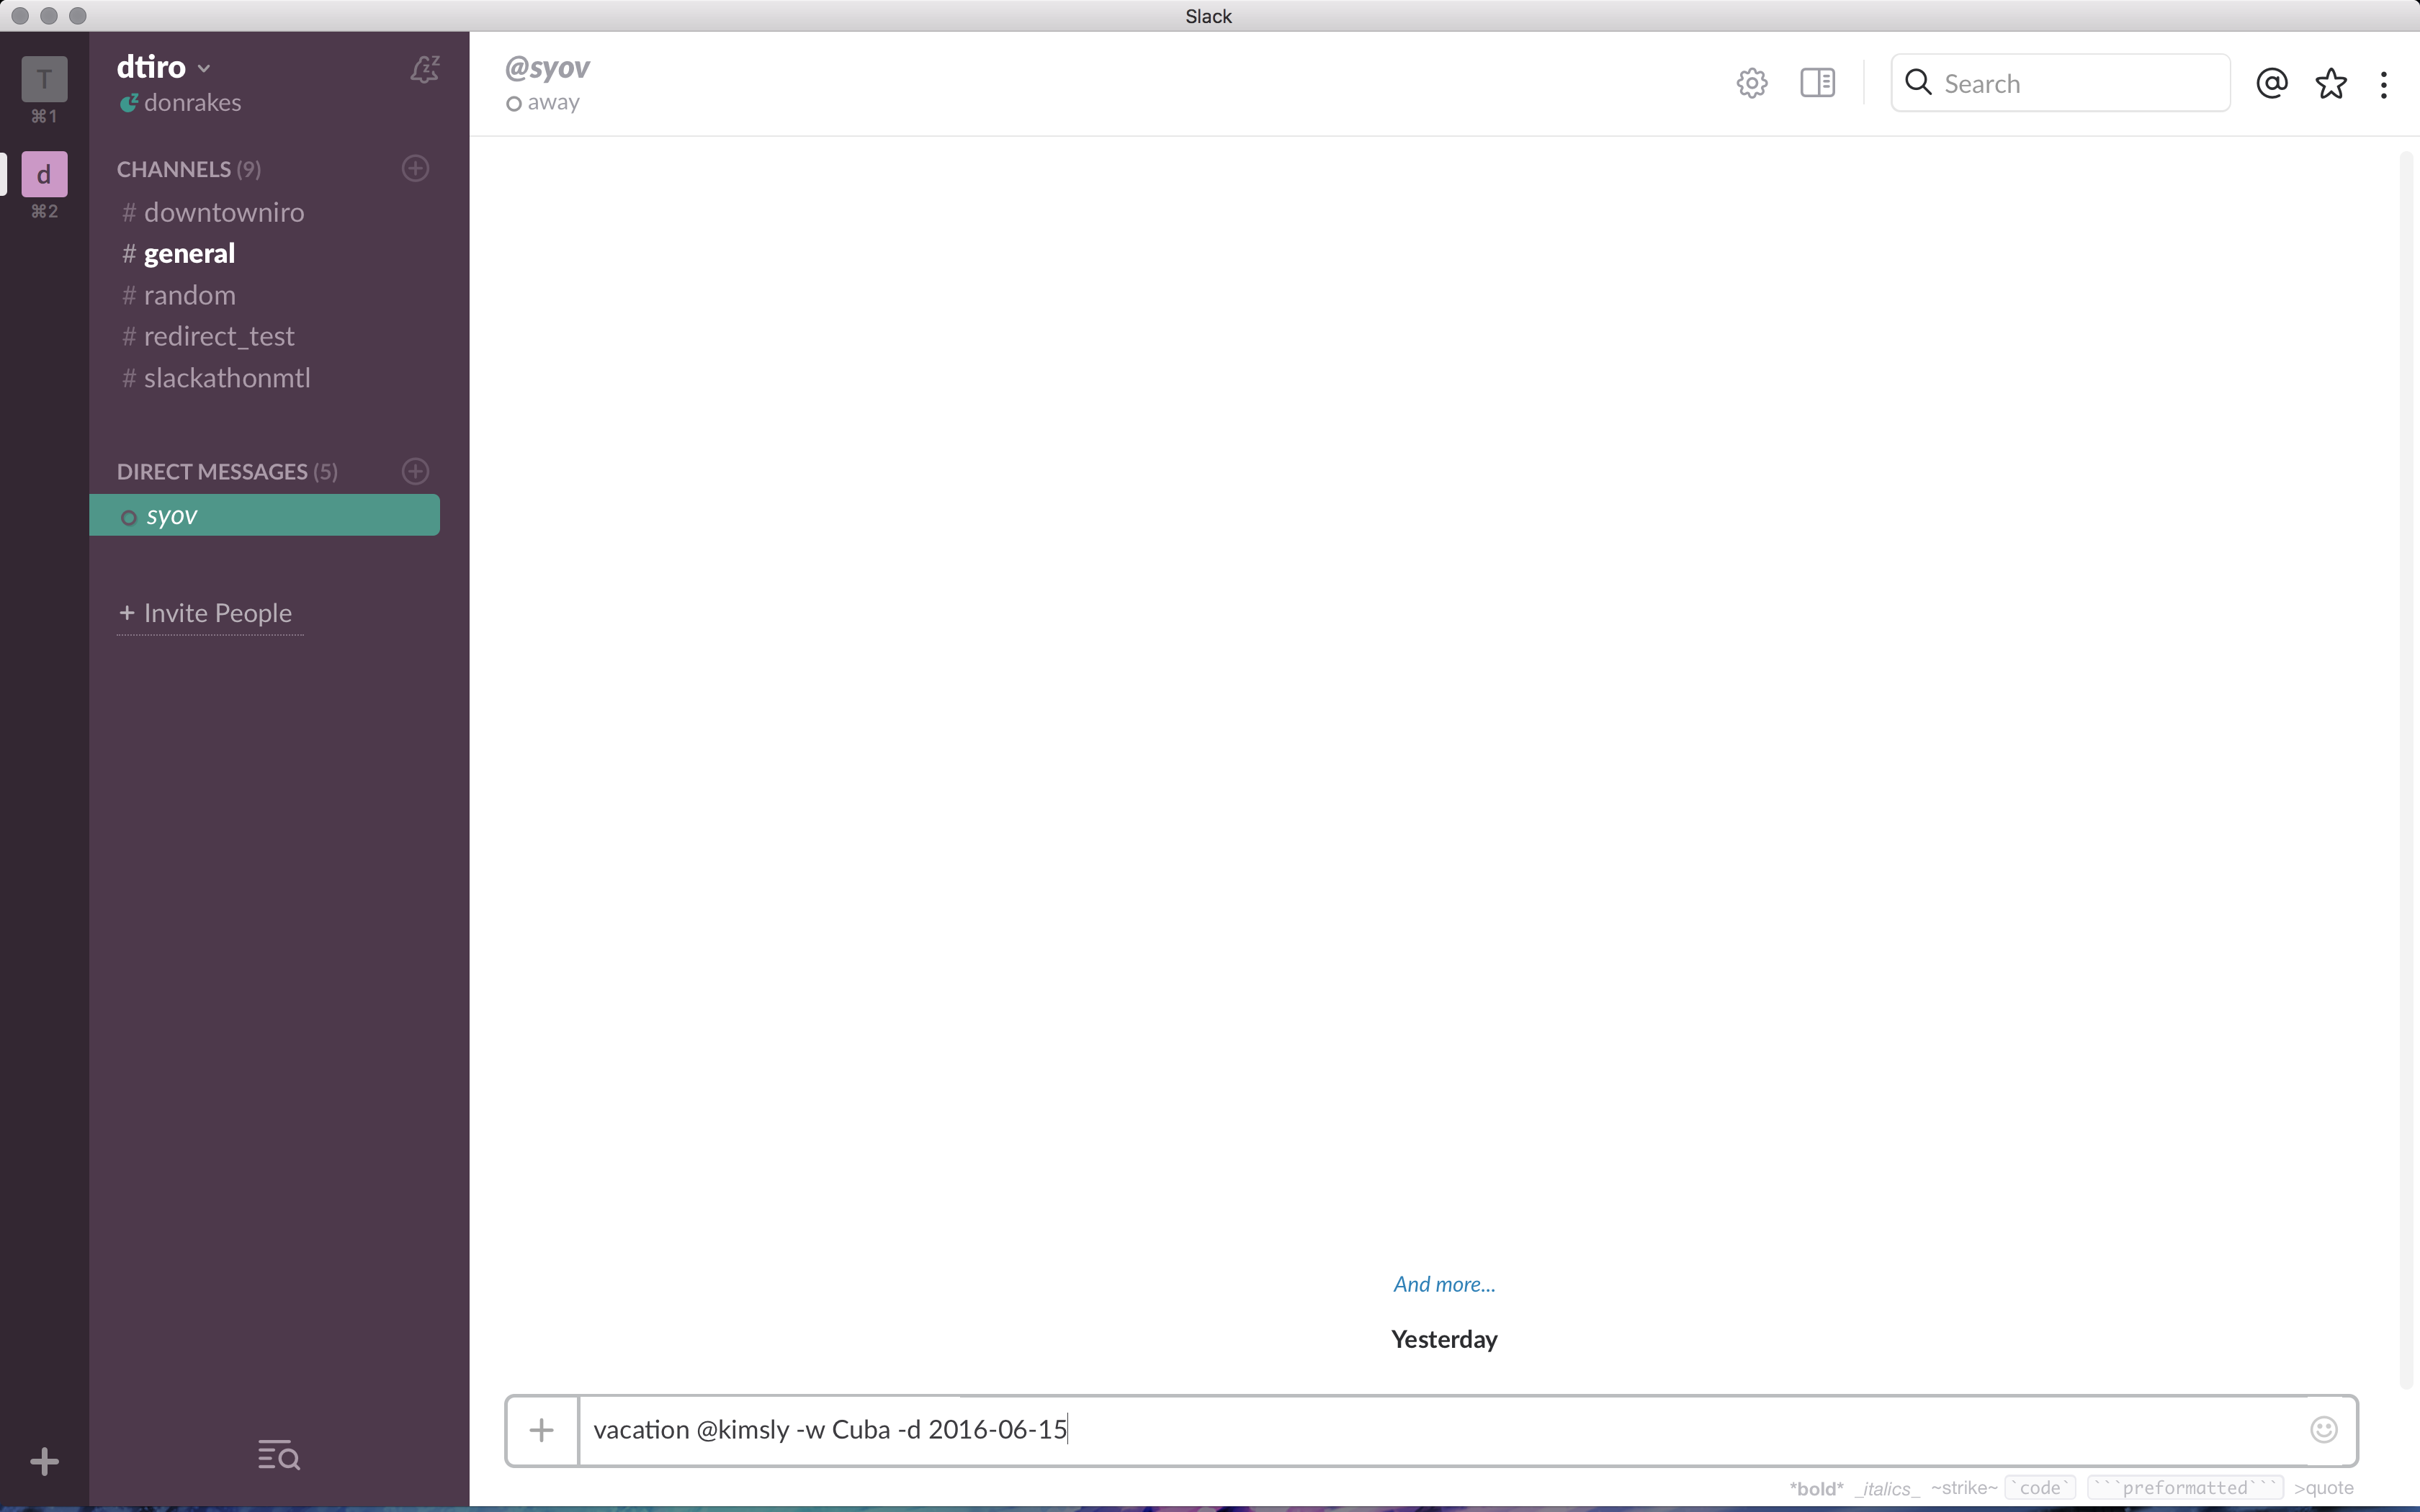 Slack
T
⌘1
d
⌘2
dtiro
z donrakes
CHANNELS (9)
# downtowniro
# general
# random
# redirect_test
# slackathonmtl
DIRECT MESSAGES (5)
syov
+ Invite People
@syov
away
Search
And more...
Yesterday
vacation @kimsly -w Cuba -d 2016-06-15
*bold* _italics_ ~strike~ `code` ```preformatted``` >quote